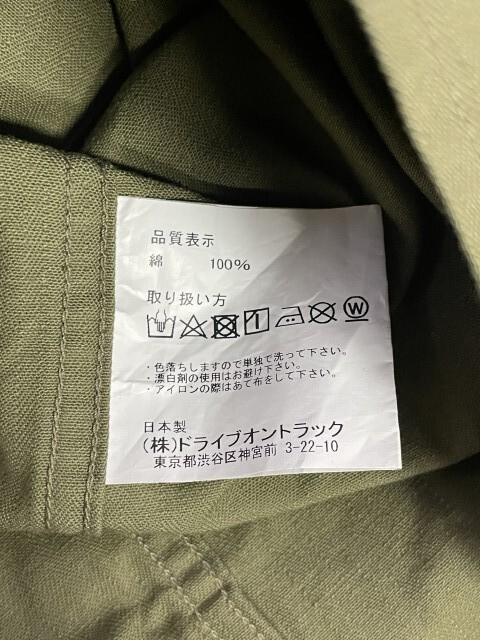 品質表示
綿 100%
取り扱い方
W
・色落ちしますので単独で洗って下さい。
・漂白剤の使用はお避け下さい。
・アイロンの際はあて布をして下さい。
日本製
(株)ドライブオントラック
東京都渋谷区神宮前 3-22-10